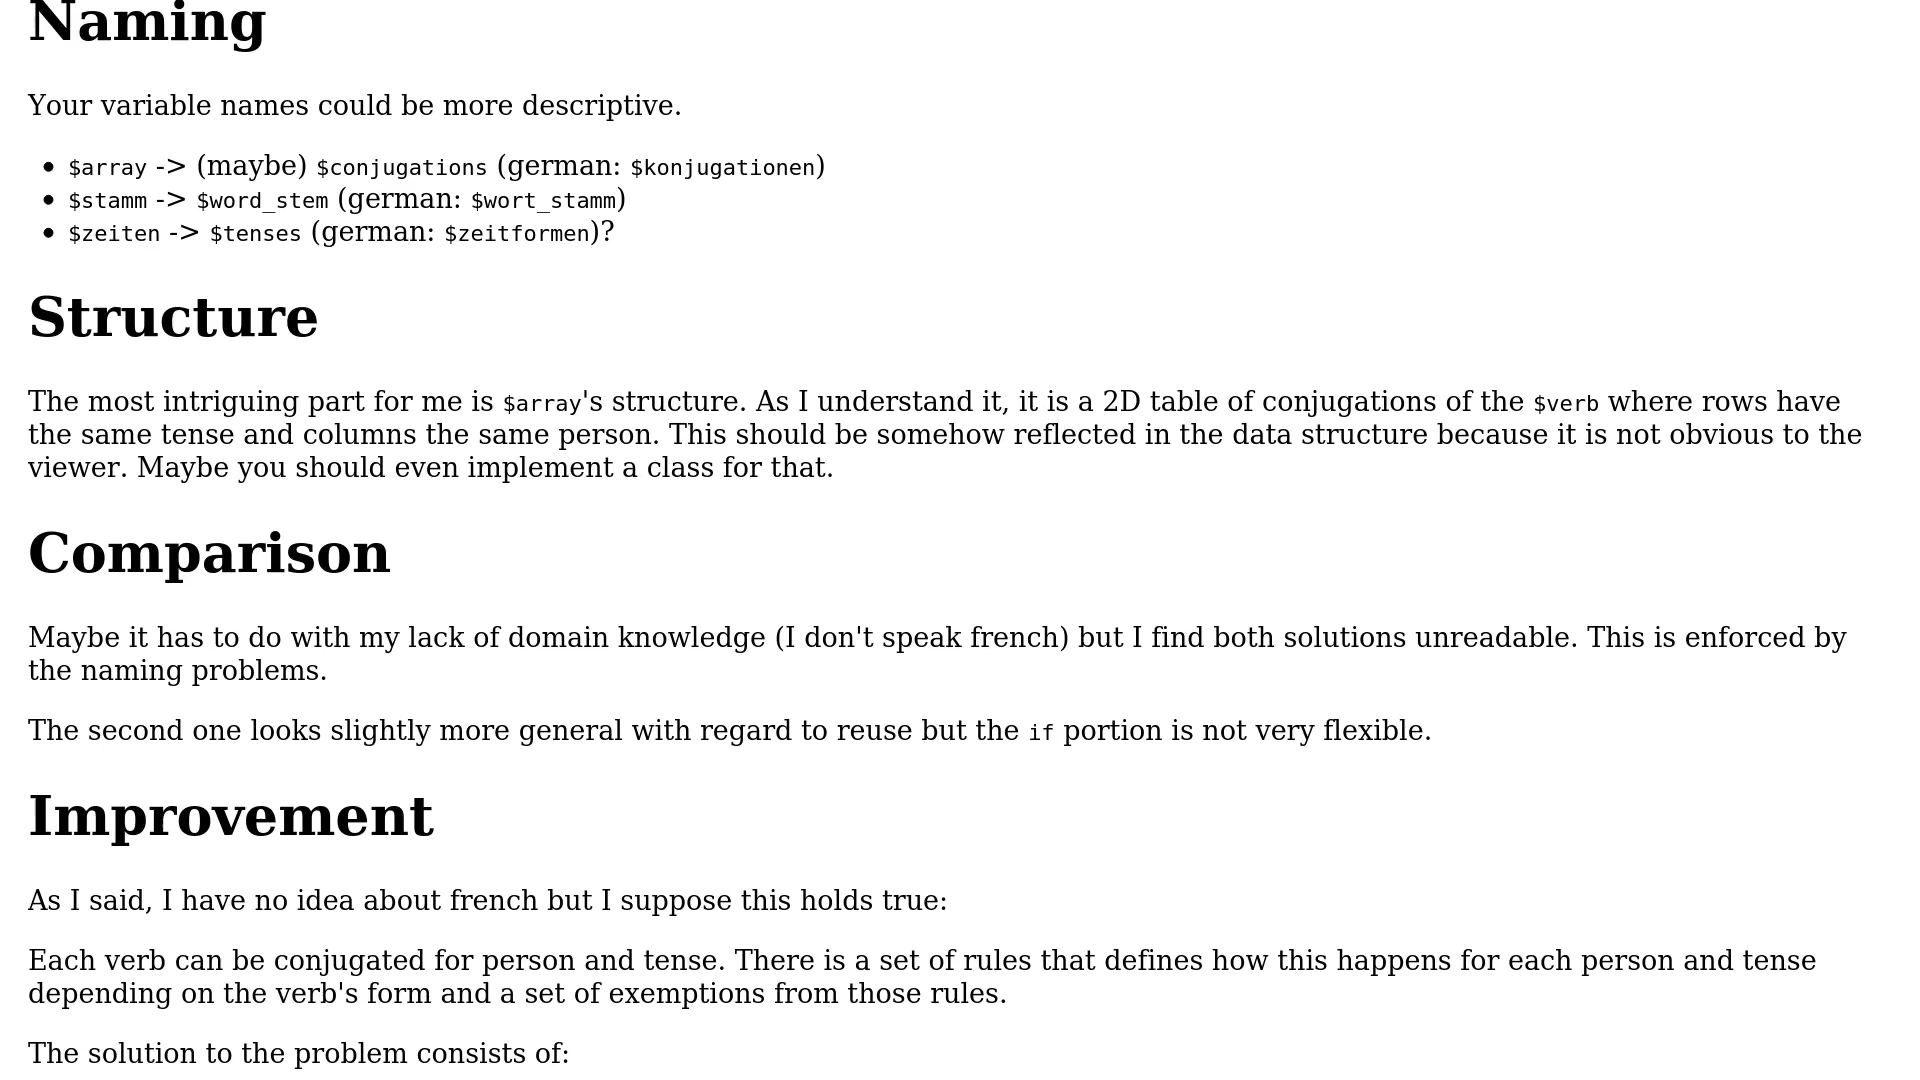 Naming
Your variable names could be more descriptive.
$array -> (maybe) $conjugations (german: $konjugationen)
$stamm -> $word_stem (german: $wort_stamm)
$zeiten -> $tenses (german: $zeitformen)?
Structure
The most intriguing part for me is $array's structure. As I understand it, it is a 2D table of conjugations of the $verb where rows have
the same tense and columns the same person. This should be somehow reflected in the data structure because it is not obvious to the
viewer. Maybe you should even implement a class for that.
Comparison
Maybe it has to do with my lack of domain knowledge (I don't speak french) but I find both solutions unreadable. This is enforced by
the naming problems.
The second one looks slightly more general with regard to reuse but the if portion is not very flexible.
Improvement
As I said, I have no idea about french but I suppose this holds true:
Each verb can be conjugated for person and tense. There is a set of rules that defines how this happens for each person and tense
depending on the verb's form and a set of exemptions from those rules.
The solution to the problem consists of: